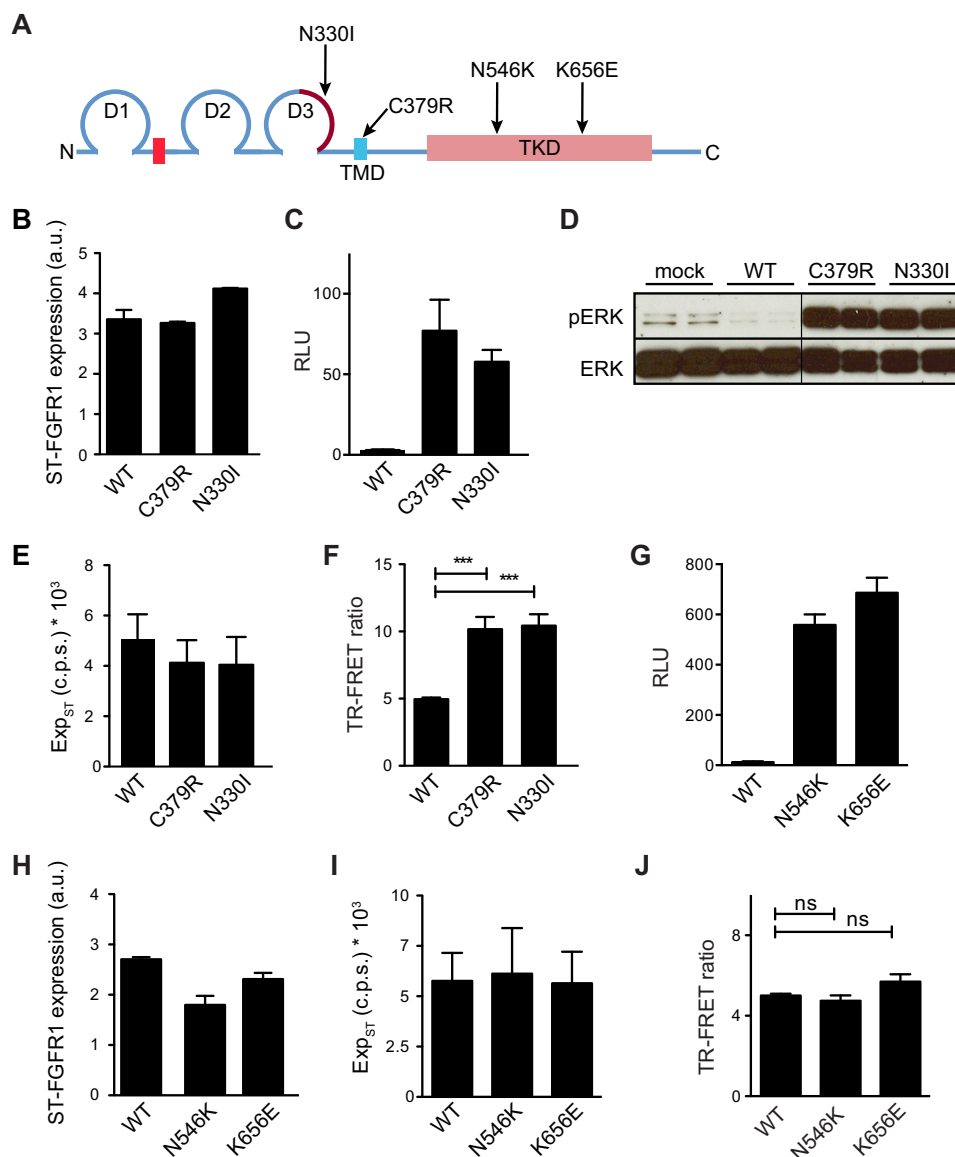 A
N330I
N546K
K656E
D1
D2
D3
C379R
N
TKD
C
TMD
B
ST-FGFR1 expression (a.u.)
5
4
3
2
1
0
WT
C379R
N330I
C
RLU
100
50
0
WT
C379R
N330I
D
mock
WT
C379R
N330I
pERK
ERK
E
Exp_ST (c.p.s.) * 10³
8
6
4
2
0
WT
C379R
N330I
F
TR-FRET ratio
15
10
5
0
***
***
WT
C379R
N330I
G
RLU
800
600
400
200
0
WT
N546K
K656E
H
ST-FGFR1 expression (a.u.)
4
3
2
1
0
WT
N546K
K656E
I
Exp_ST (c.p.s.) * 10³
10
7.5
5
2.5
0
WT
N546K
K656E
J
TR-FRET ratio
8
4
0
ns
ns
WT
N546K
K656E